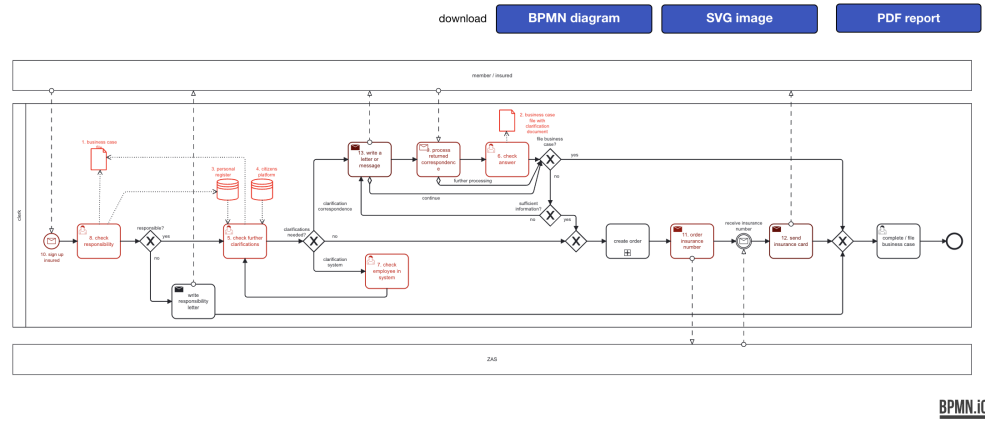 download
BPMN diagram
SVG image
PDF report
member / insured
clerk
1. business case
file
2. business case
file with
clarification
document
file business
case?
yes
no
13. write a
letter or
message
process
returned
correspondenc
e
6. check
answer
further processing
continue
3. personal
register
4. citizens
platform
clarification
correspondence
sufficient
information?
no
yes
10. sign up
insured
8. check
responsibility
responsible?
yes
no
5. check further
clarifications
clarifications
needed?
no
clarification
system
7. check
employee in
system
write
responsibility
letter
create order
11. order
insurance
number
receive insurance
number
12. send
insurance card
complete / file
business case
ZAS
BPMN.iO